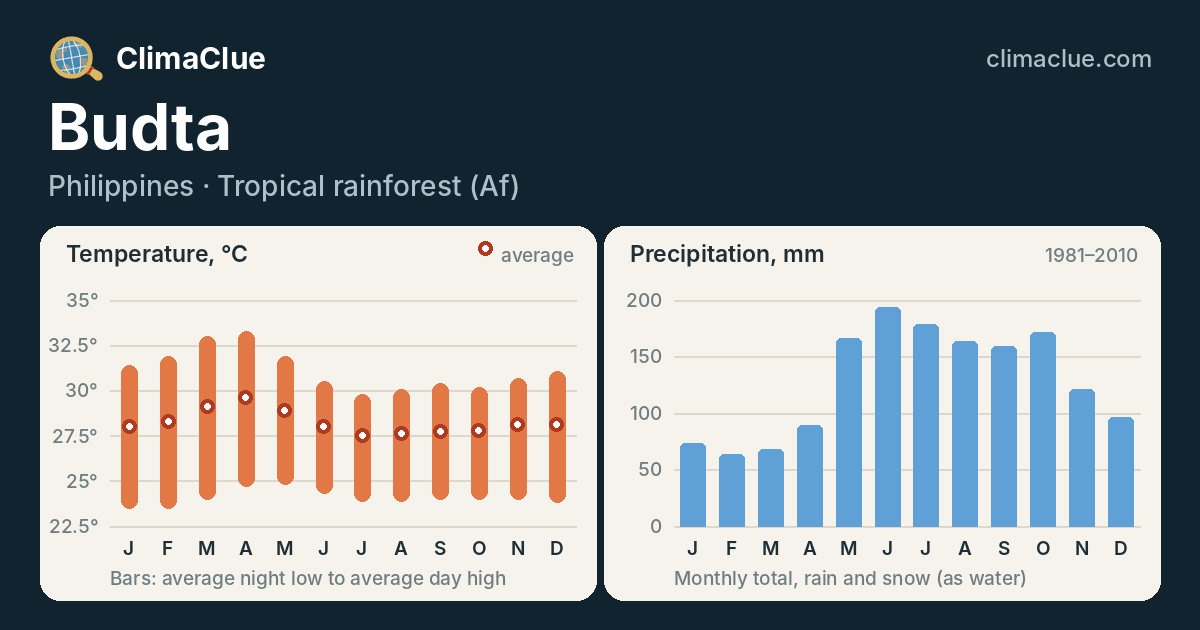 ClimaClue
climaclue.com
Budta
Philippines · Tropical rainforest (Af)
Temperature, °C
average
35°
32.5°
30°
27.5°
25°
22.5°
J F M A M J J A S O N D
Bars: average night low to average day high
Precipitation, mm
1981–2010
200
150
100
50
0
J F M A M J J A S O N D
Monthly total, rain and snow (as water)